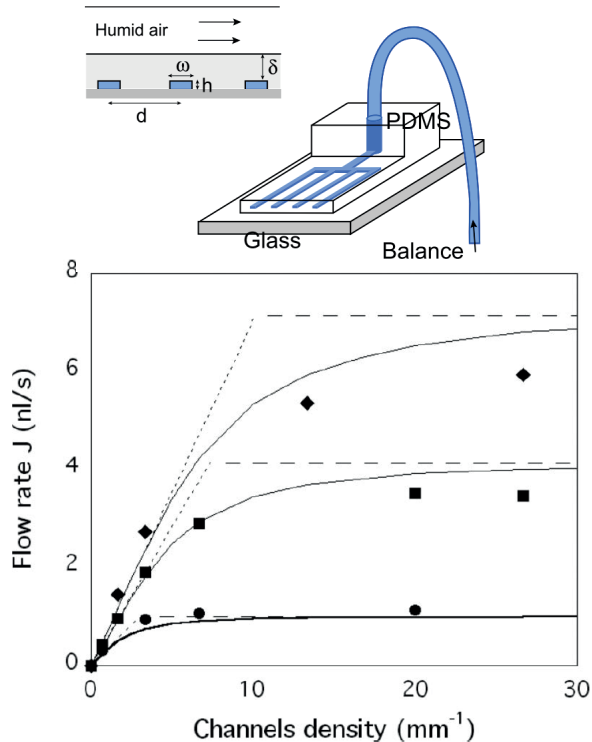 Humid air
ω
δ
h
d
PDMS
Glass
Balance
8
6
4
2
0
Flow rate J (nl/s)
0
10
20
30
Channels density (mm⁻¹)